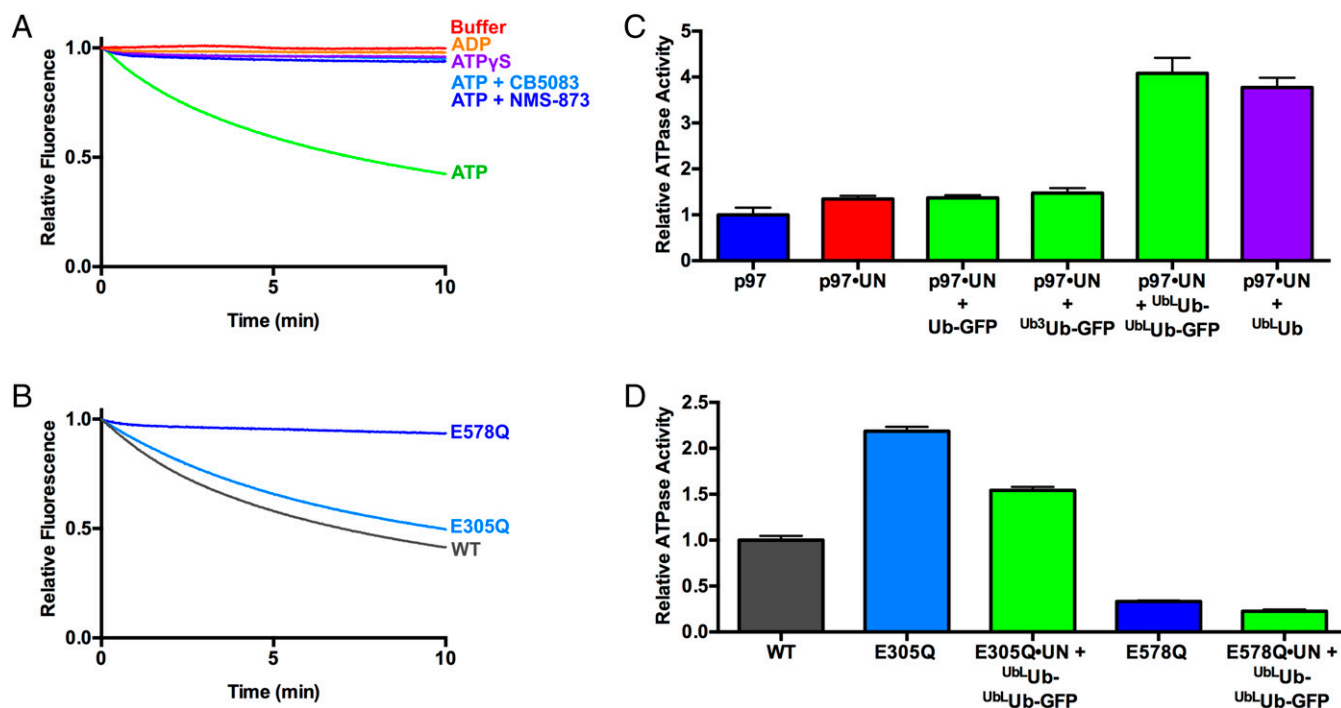 A
Relative Fluorescence
1.0
0.5
0.0
0
5
10
Time (min)
Buffer
ADP
ATPγS
ATP + CB5083
ATP + NMS-873
ATP
B
Relative Fluorescence
1.0
0.5
0.0
0
5
10
Time (min)
E578Q
E305Q
WT
C
Relative ATPase Activity
5
4
3
2
1
0
p97
p97•UN
p97•UN
+
Ub-GFP
p97•UN
+
Ub3Ub-GFP
p97•UN
+ UbLUb-
UbLUb-GFP
p97•UN
+
UbLUb
D
Relative ATPase Activity
2.5
2.0
1.5
1.0
0.5
0.0
WT
E305Q
E305Q•UN +
UbLUb-
UbLUb-GFP
E578Q
E578Q•UN +
UbLUb-
UbLUb-GFP